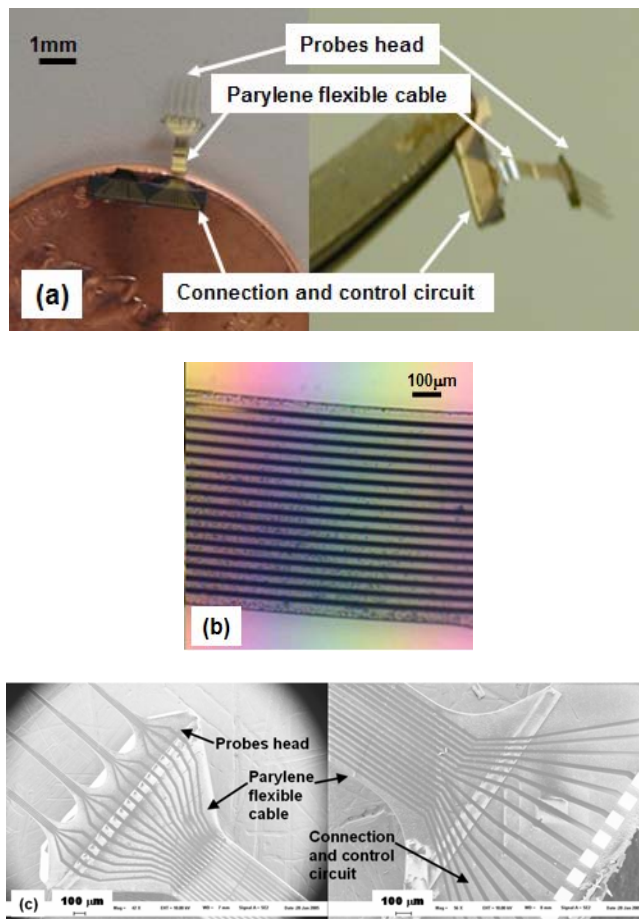 1mm
Probes head
Parylene flexible cable
Connection and control circuit
(a)
100μm
(b)
Probes head
Parylene
flexible
cable
Connection
and control
circuit
(c)
100 μm
100 μm